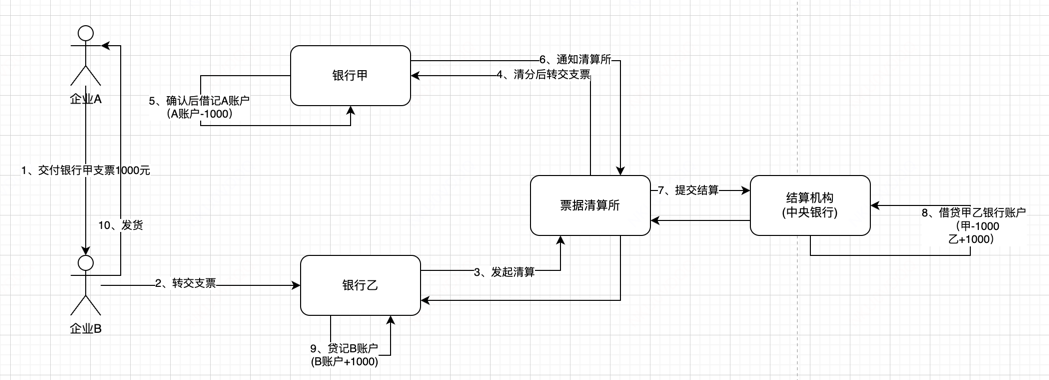 银行甲
6、通知清算所
4、清分后转交支票
企业A
5、确认后借记A账户
（A账户-1000）
1、交付银行甲支票1000元
7、提交结算
票据清算所
结算机构
(中央银行)
8、借贷甲乙银行账户
（甲-1000
乙+1000）
10、发货
3、发起清算
2、转交支票
银行乙
企业B
9、贷记B账户
(B账户+1000)